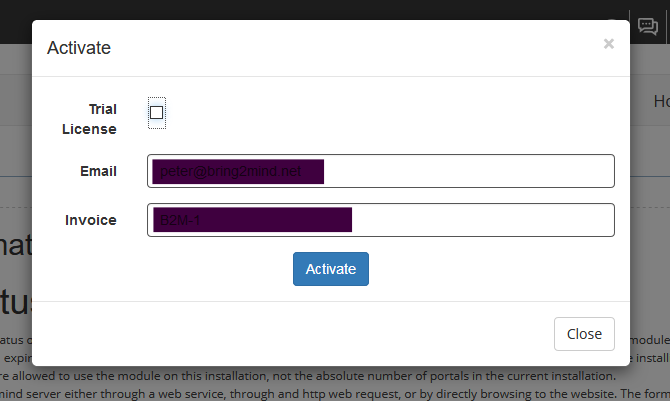 Activate
×
Trial
License
Email peter@bring2mind.net
Invoice B2M-1
Activate
Close
Ho
mat
tus
atus o
module
expir
e install
re allowed to use the module on this installation, not the absolute number of portals in the current installation.
mind server either through a web service, through and http web request, or by directly browsing to the website. The form